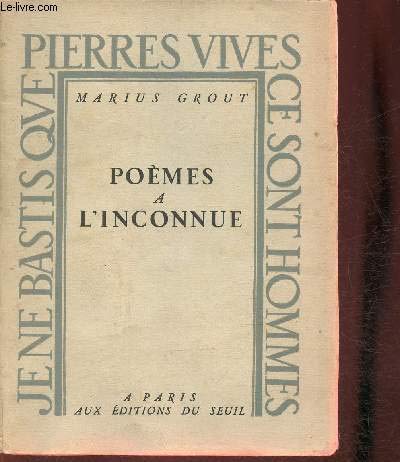 Le-livre.com
JE NE BASTIS QVE
PIERRES VIVES
CE SONT HOMMES
MARIUS GROUT
POÈMES
A
L'INCONNUE
A PARIS
AUX ÉDITIONS DU SEUIL